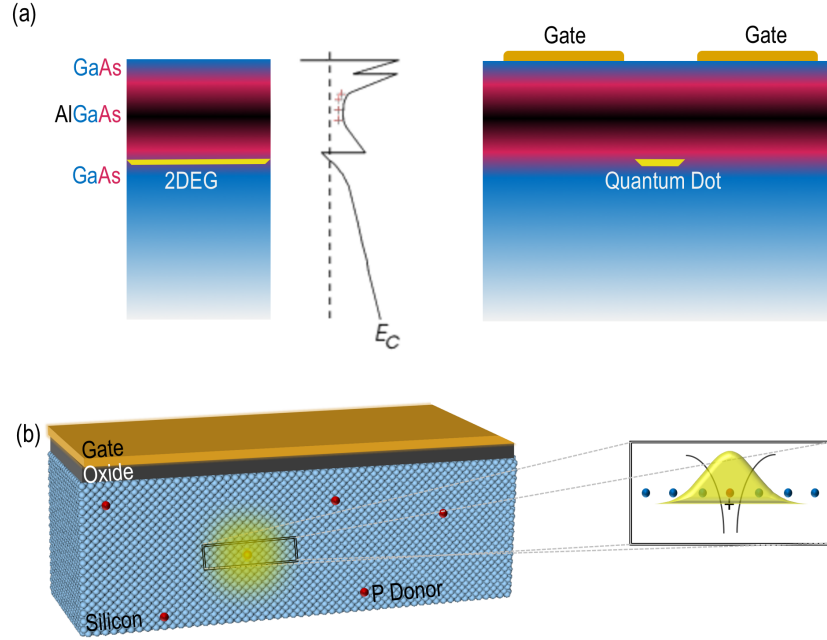 (a)
GaAs
AlGaAs
GaAs
2DEG
+
+
+
+
E_C
Gate
Gate
Quantum Dot
(b)
Gate
Oxide
Silicon
P Donor
+